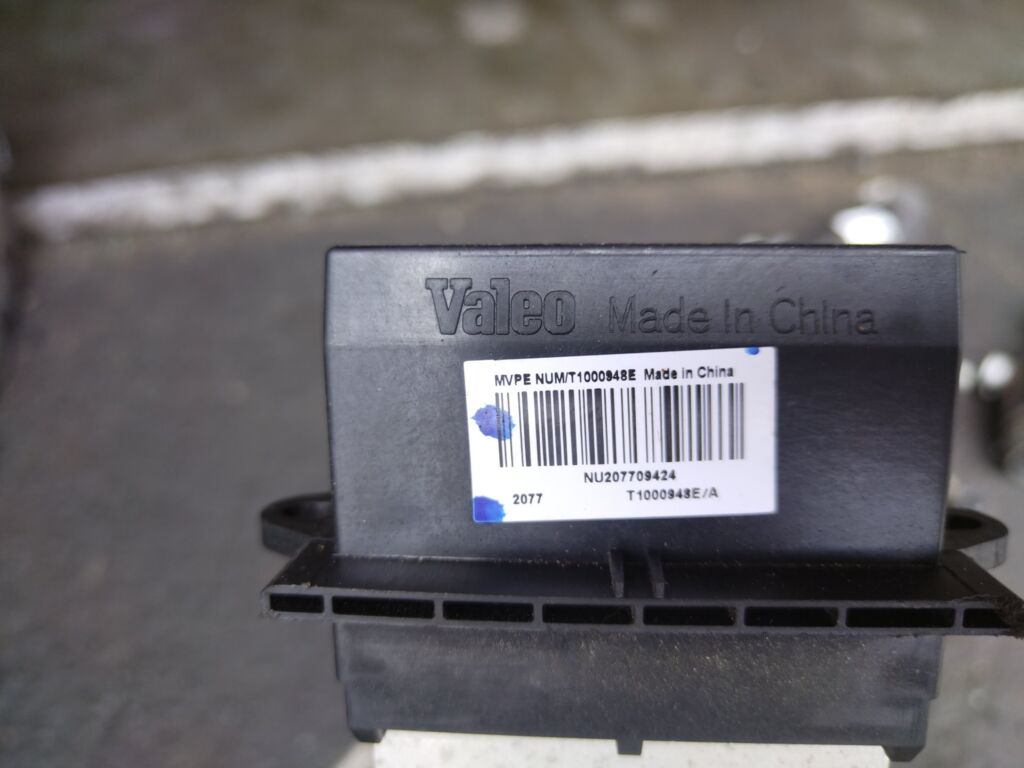 Valeo Made In China
MVPE NUM/T1000948E Made in China
NU207709424
2077 T1000948E/A